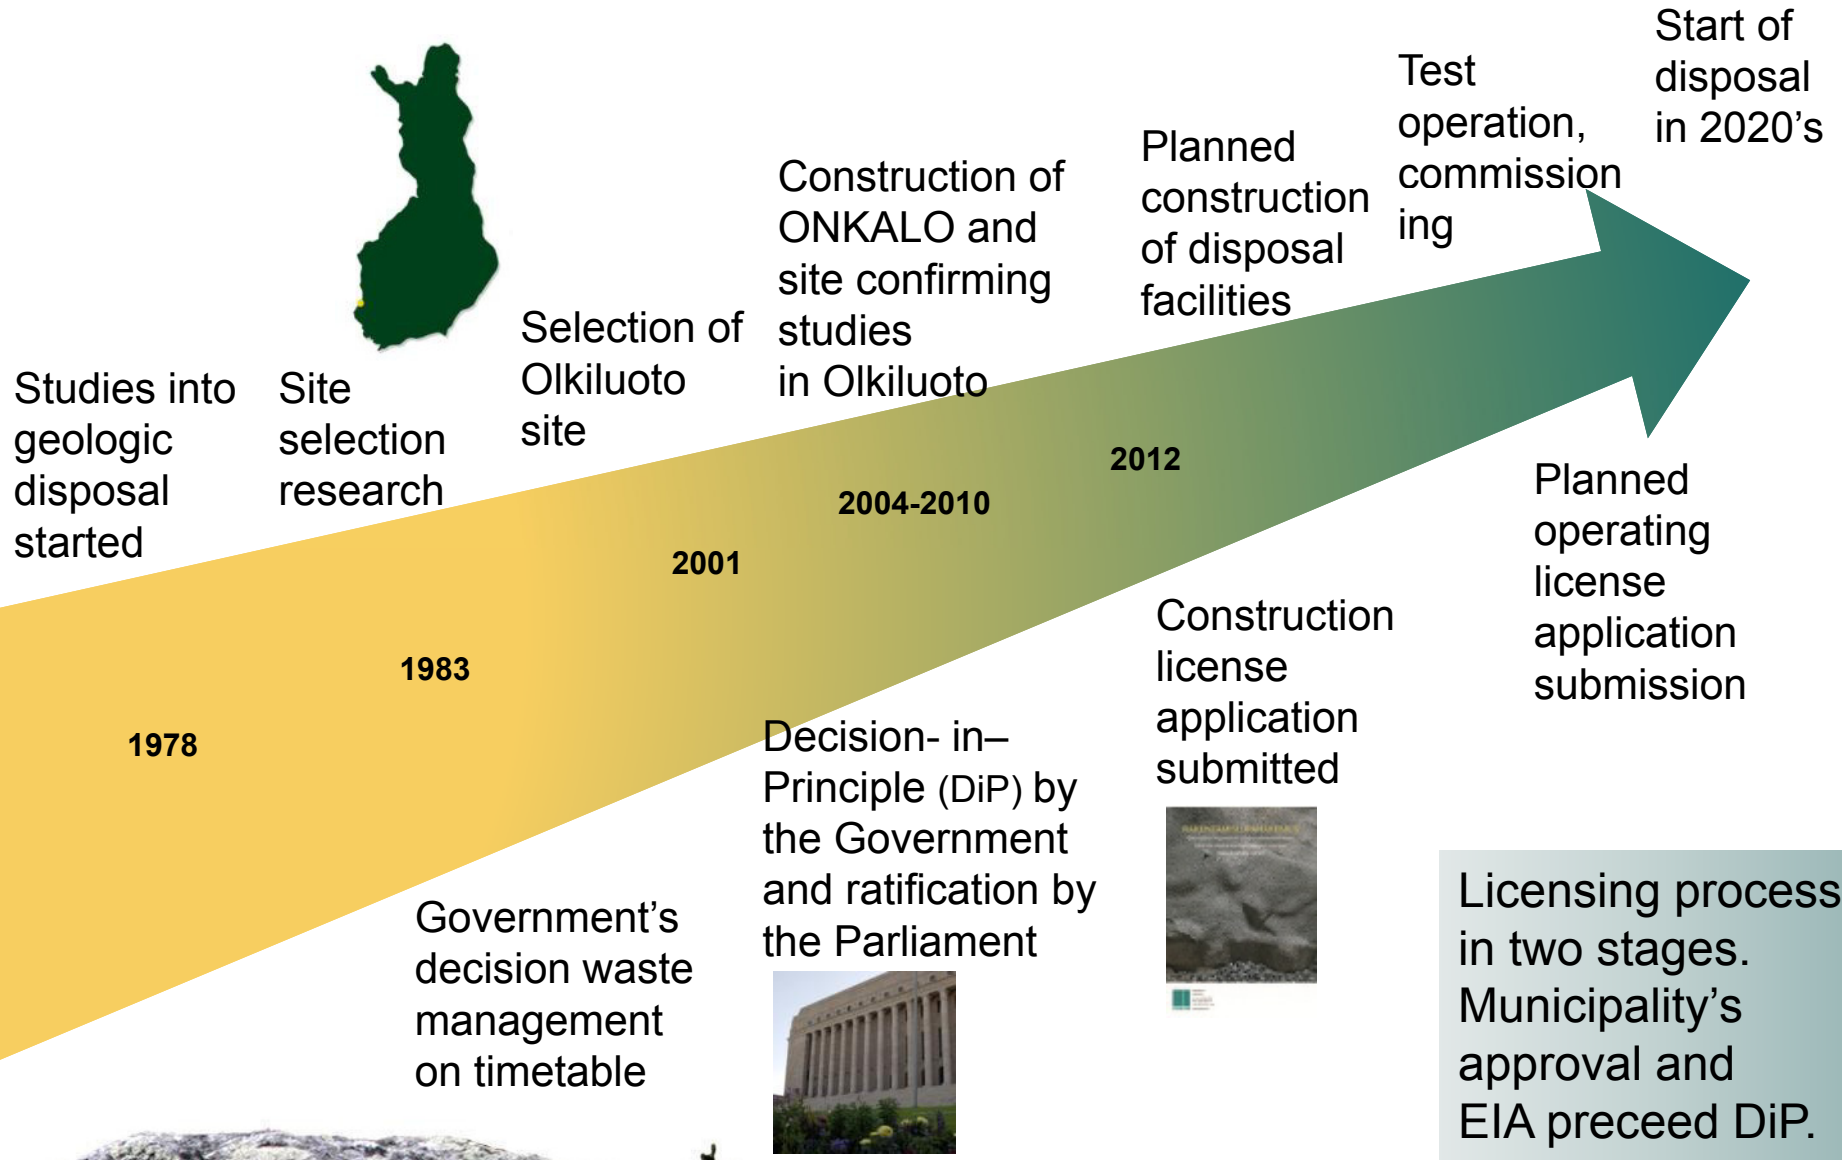 Start of
disposal
in 2020’s
Test
operation,
commission
ing
Planned
construction
of disposal
facilities
Construction of
ONKALO and
site confirming
studies
in Olkiluoto
Selection of
Olkiluoto
site
Site
selection
research
Studies into
geologic
disposal
started
2012
2004-2010
2001
1983
1978
Planned
operating
license
application
submission
Construction
license
application
submitted
Decision- in–
Principle (DiP) by
the Government
and ratification by
the Parliament
Government’s
decision waste
management
on timetable
Licensing process
in two stages.
Municipality’s
approval and
EIA preceed DiP.